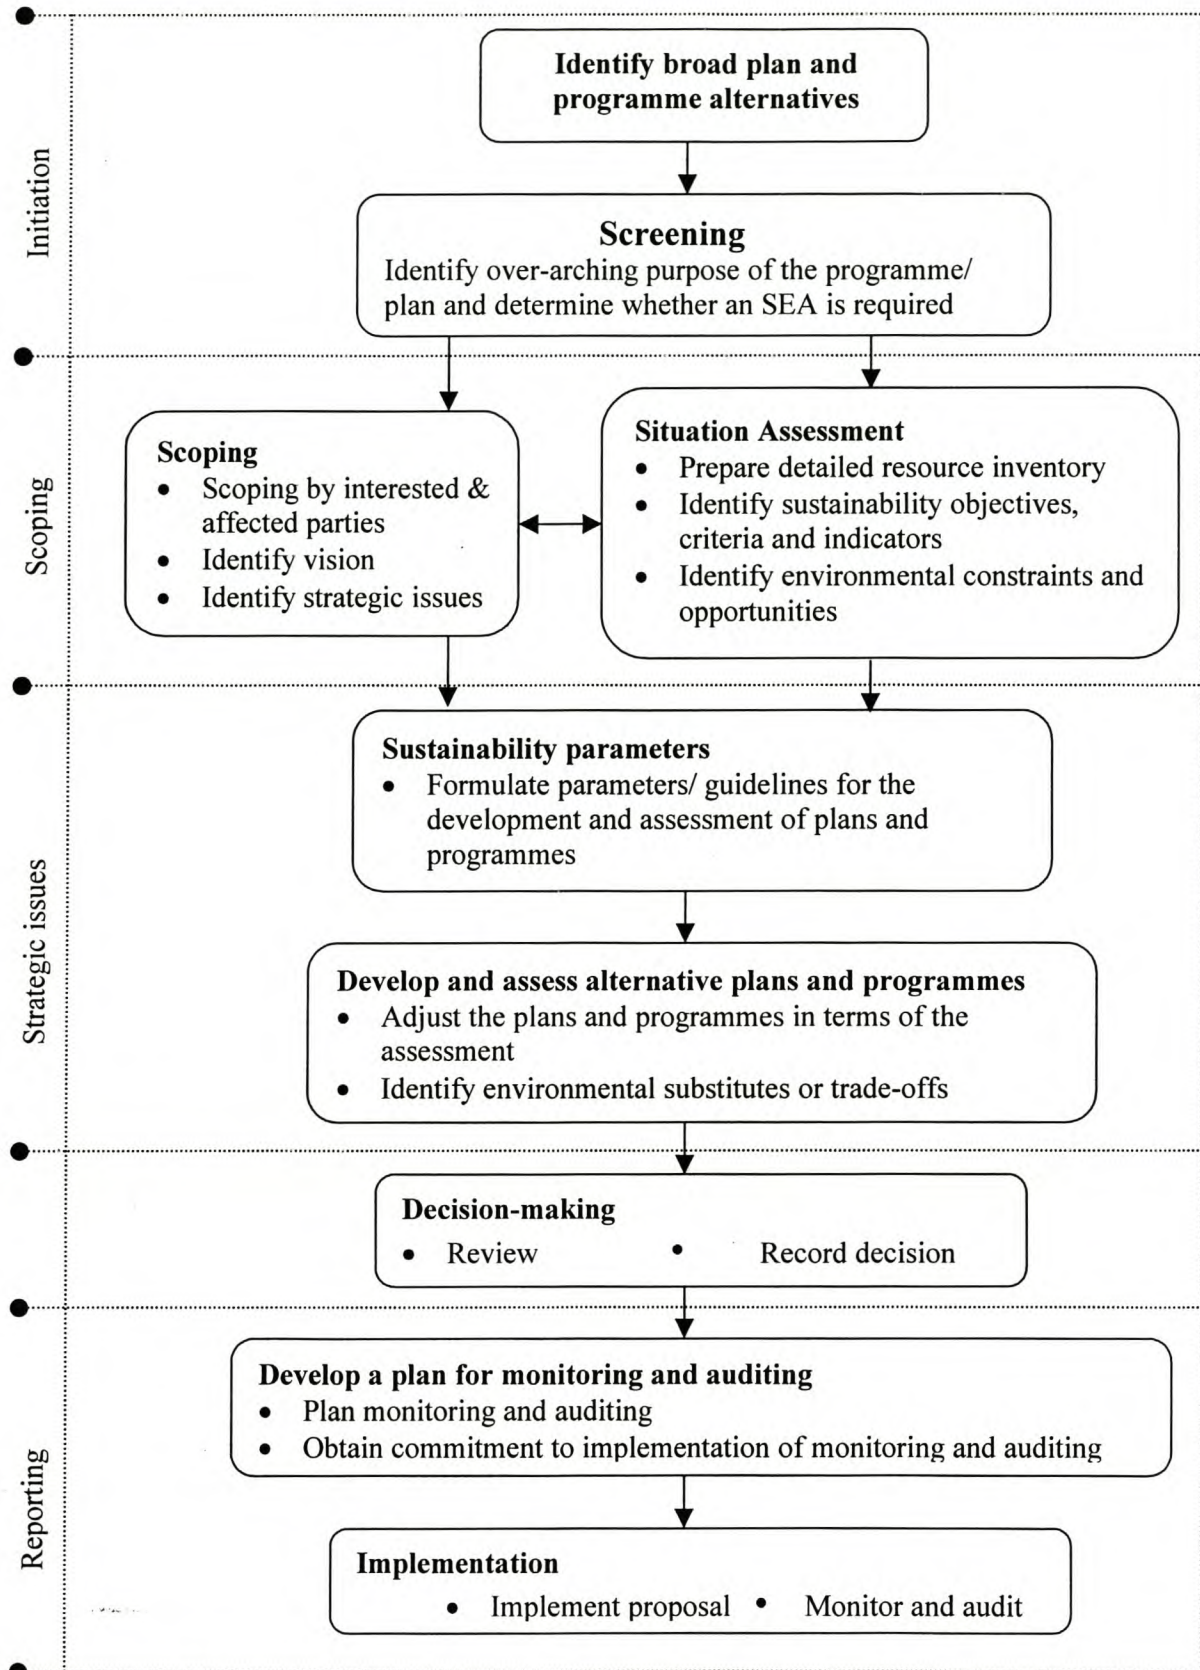 Initiation
Identify broad plan and
programme alternatives
Screening
Identify over-arching purpose of the programme/
plan and determine whether an SEA is required
Scoping
Scoping
• Scoping by interested &
affected parties
• Identify vision
• Identify strategic issues
Situation Assessment
• Prepare detailed resource inventory
• Identify sustainability objectives,
criteria and indicators
• Identify environmental constraints and
opportunities
Strategic issues
Sustainability parameters
• Formulate parameters/ guidelines for the
development and assessment of plans and
programmes
Develop and assess alternative plans and programmes
• Adjust the plans and programmes in terms of the
assessment
• Identify environmental substitutes or trade-offs
Decision-making
• Review • Record decision
Reporting
Develop a plan for monitoring and auditing
• Plan monitoring and auditing
• Obtain commitment to implementation of monitoring and auditing
Implementation
• Implement proposal • Monitor and audit